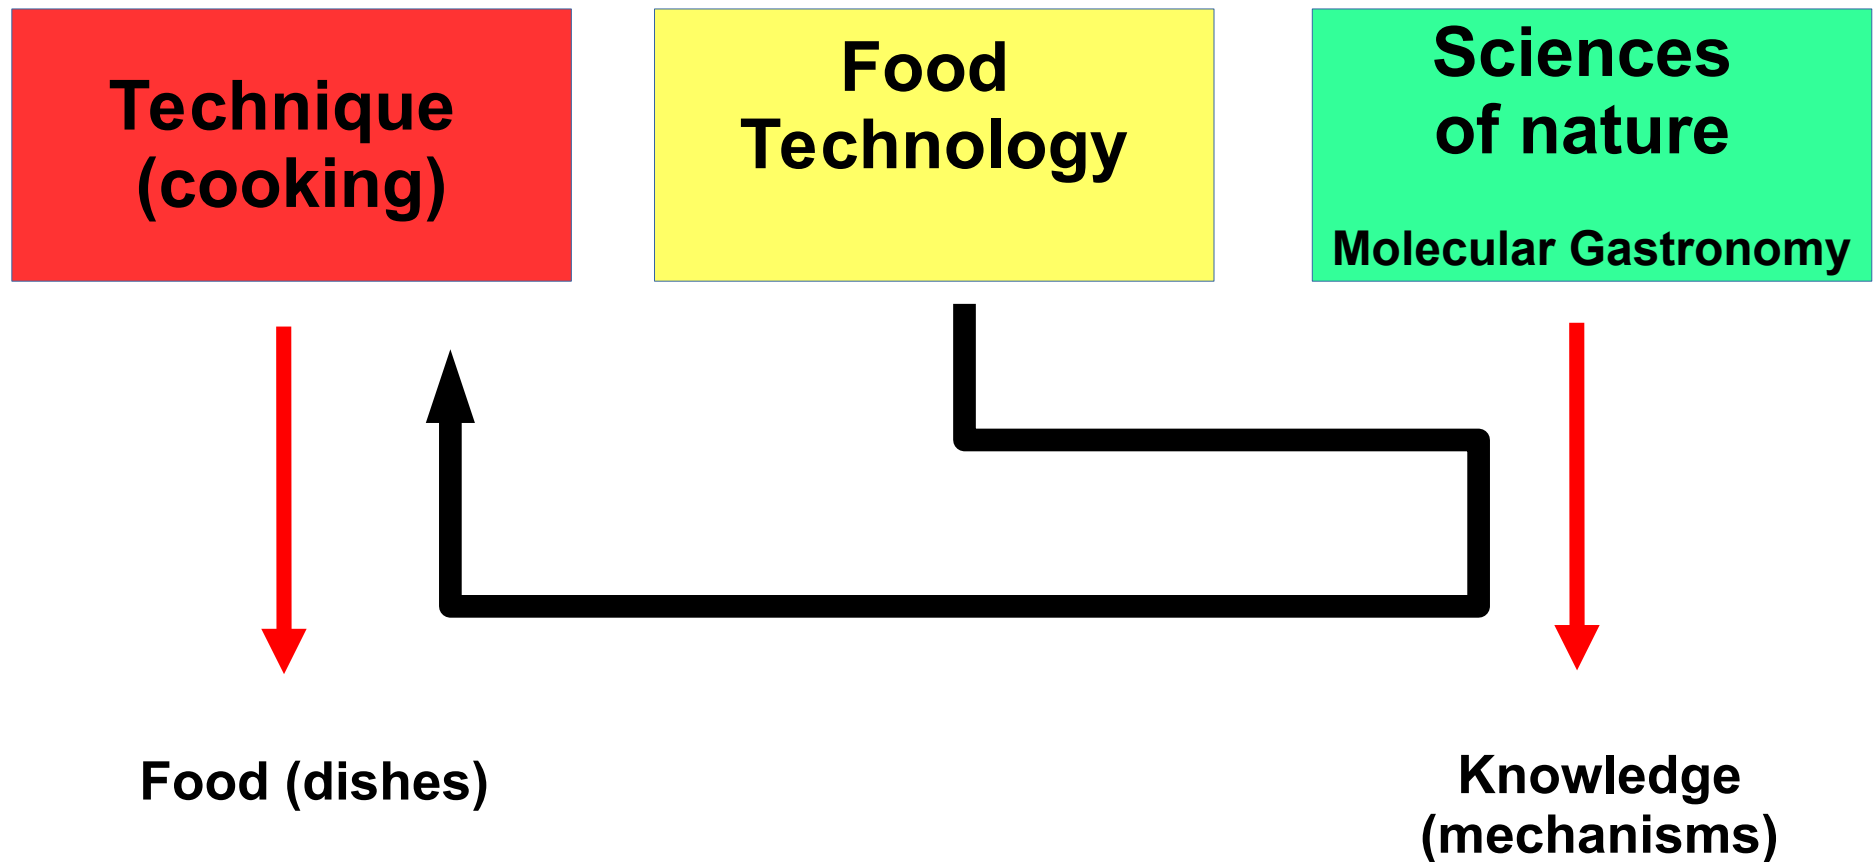 Technique
(cooking)
Food
Technology
Sciences
of nature
Molecular Gastronomy
Food (dishes)
Knowledge
(mechanisms)